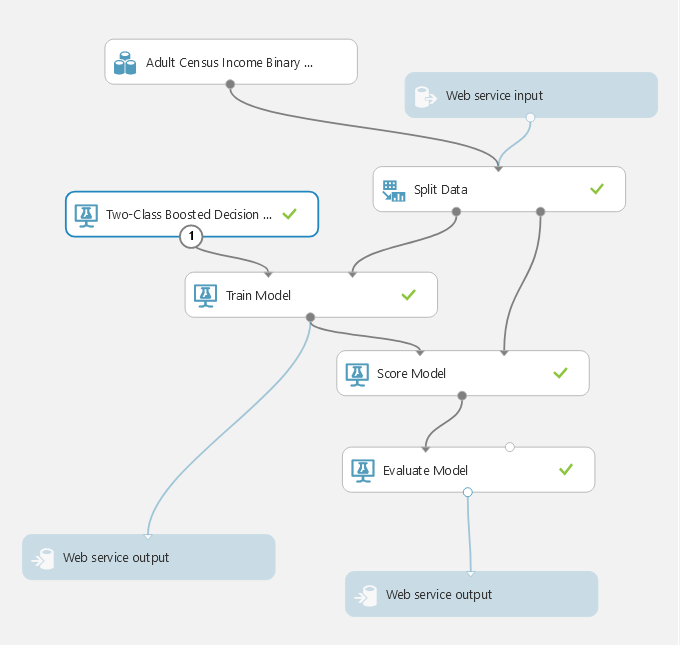 Adult Census Income Binary ...
Web service input
Split Data
Two-Class Boosted Decision ...
1
Train Model
Score Model
Evaluate Model
Web service output
Web service output